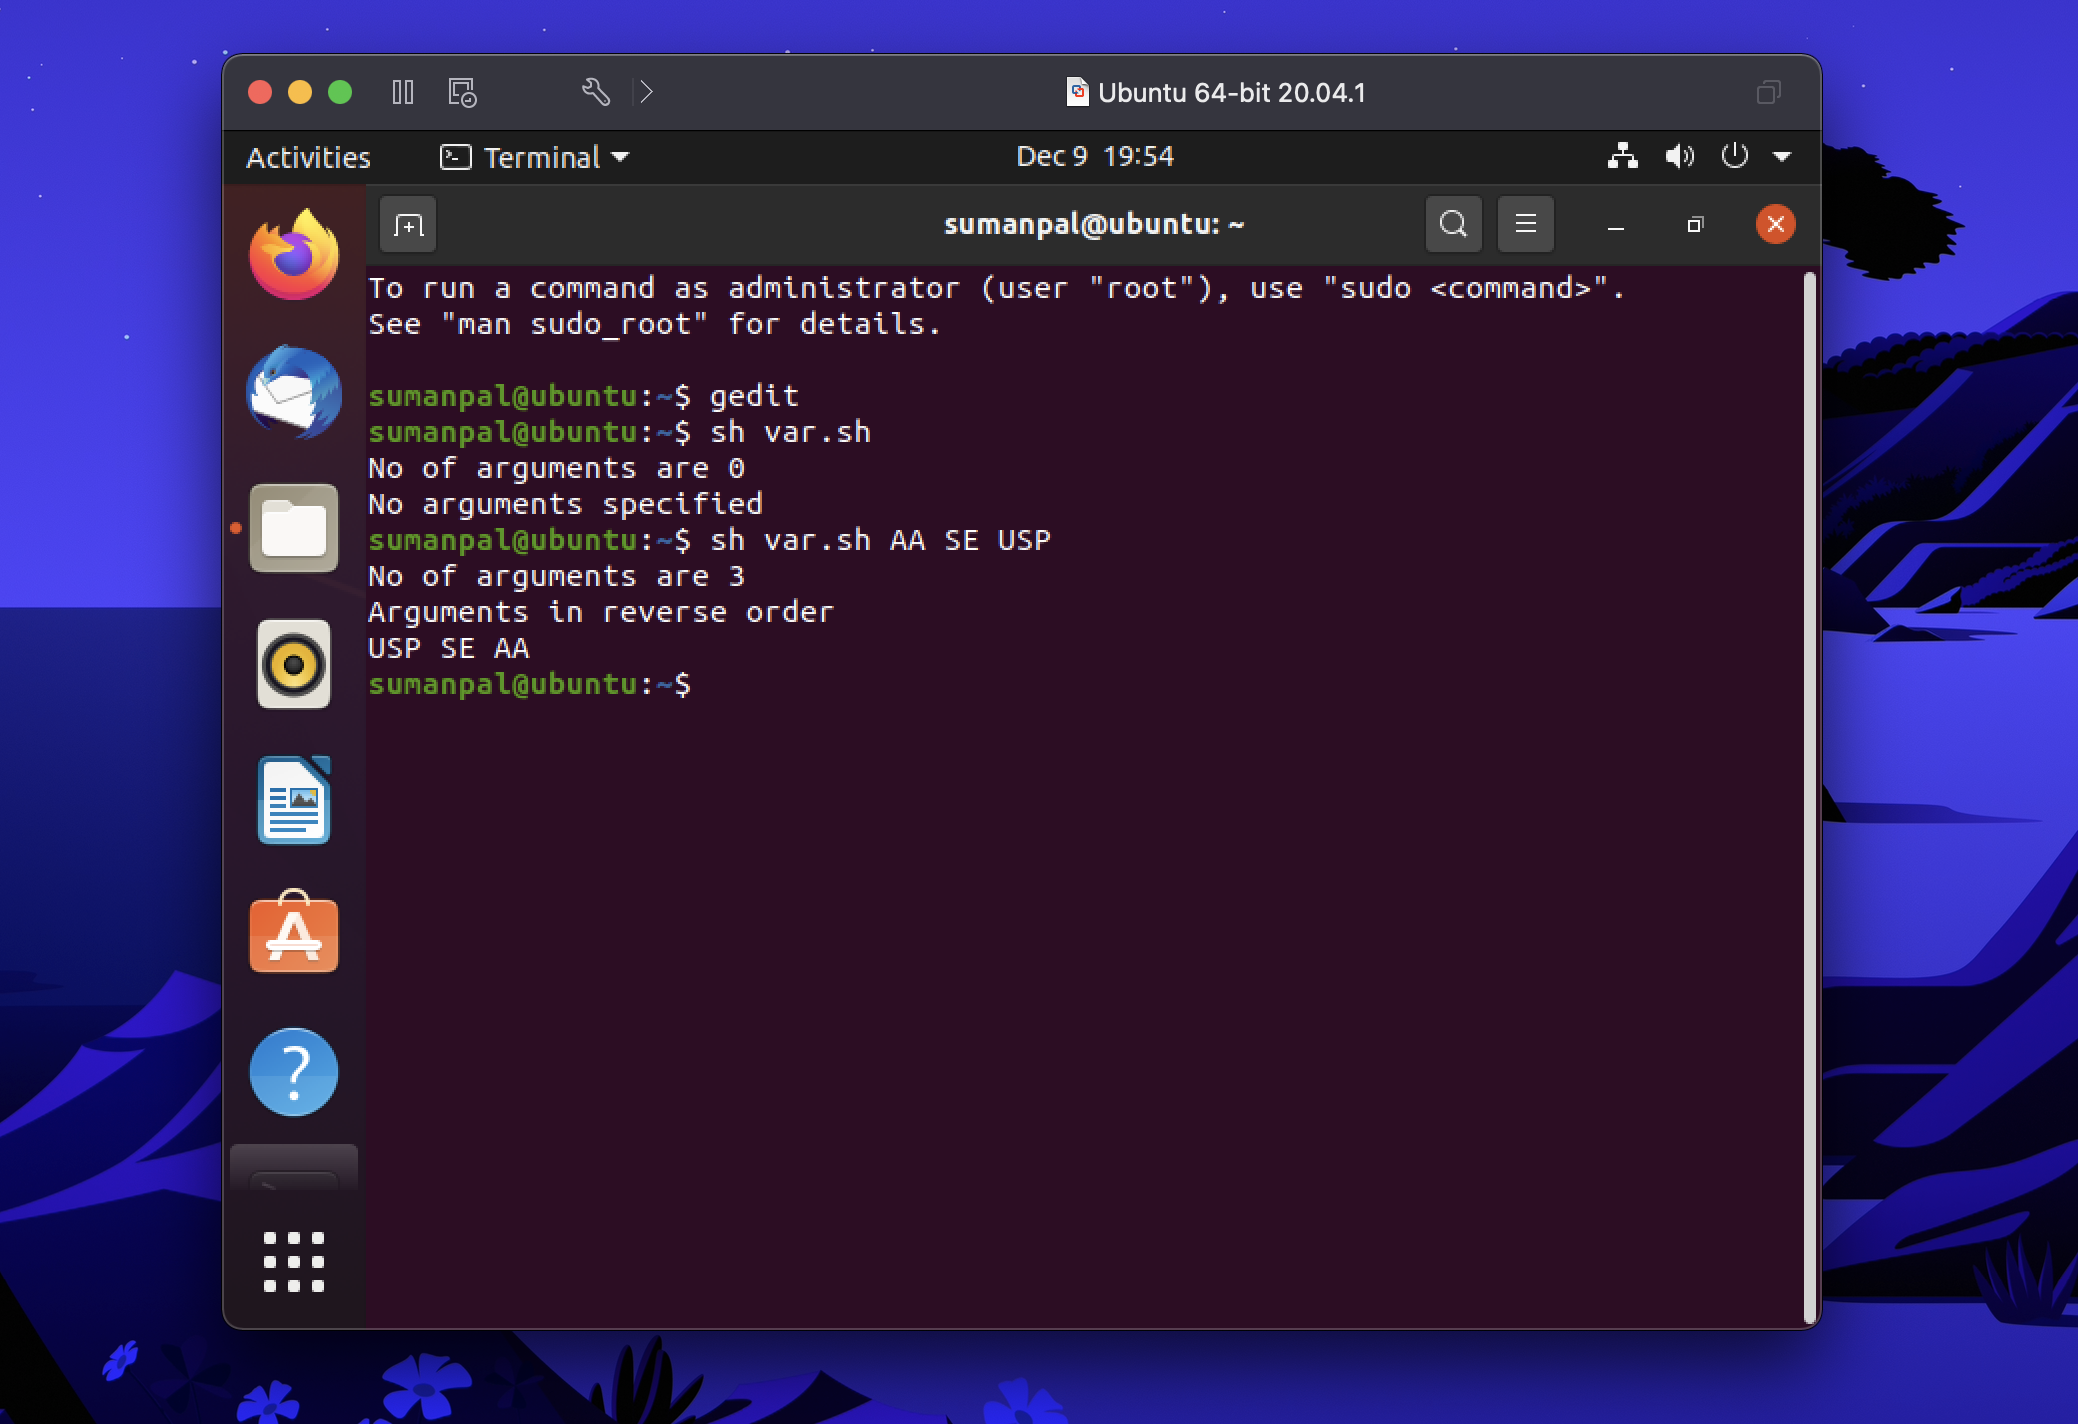 Ubuntu 64-bit 20.04.1
Activities
Terminal
Dec 9 19:54
sumanpal@ubuntu: ~
To run a command as administrator (user "root"), use "sudo <command>".
See "man sudo_root" for details.
sumanpal@ubuntu:~$ gedit
sumanpal@ubuntu:~$ sh var.sh
No of arguments are 0
No arguments specified
sumanpal@ubuntu:~$ sh var.sh AA SE USP
No of arguments are 3
Arguments in reverse order
USP SE AA
sumanpal@ubuntu:~$